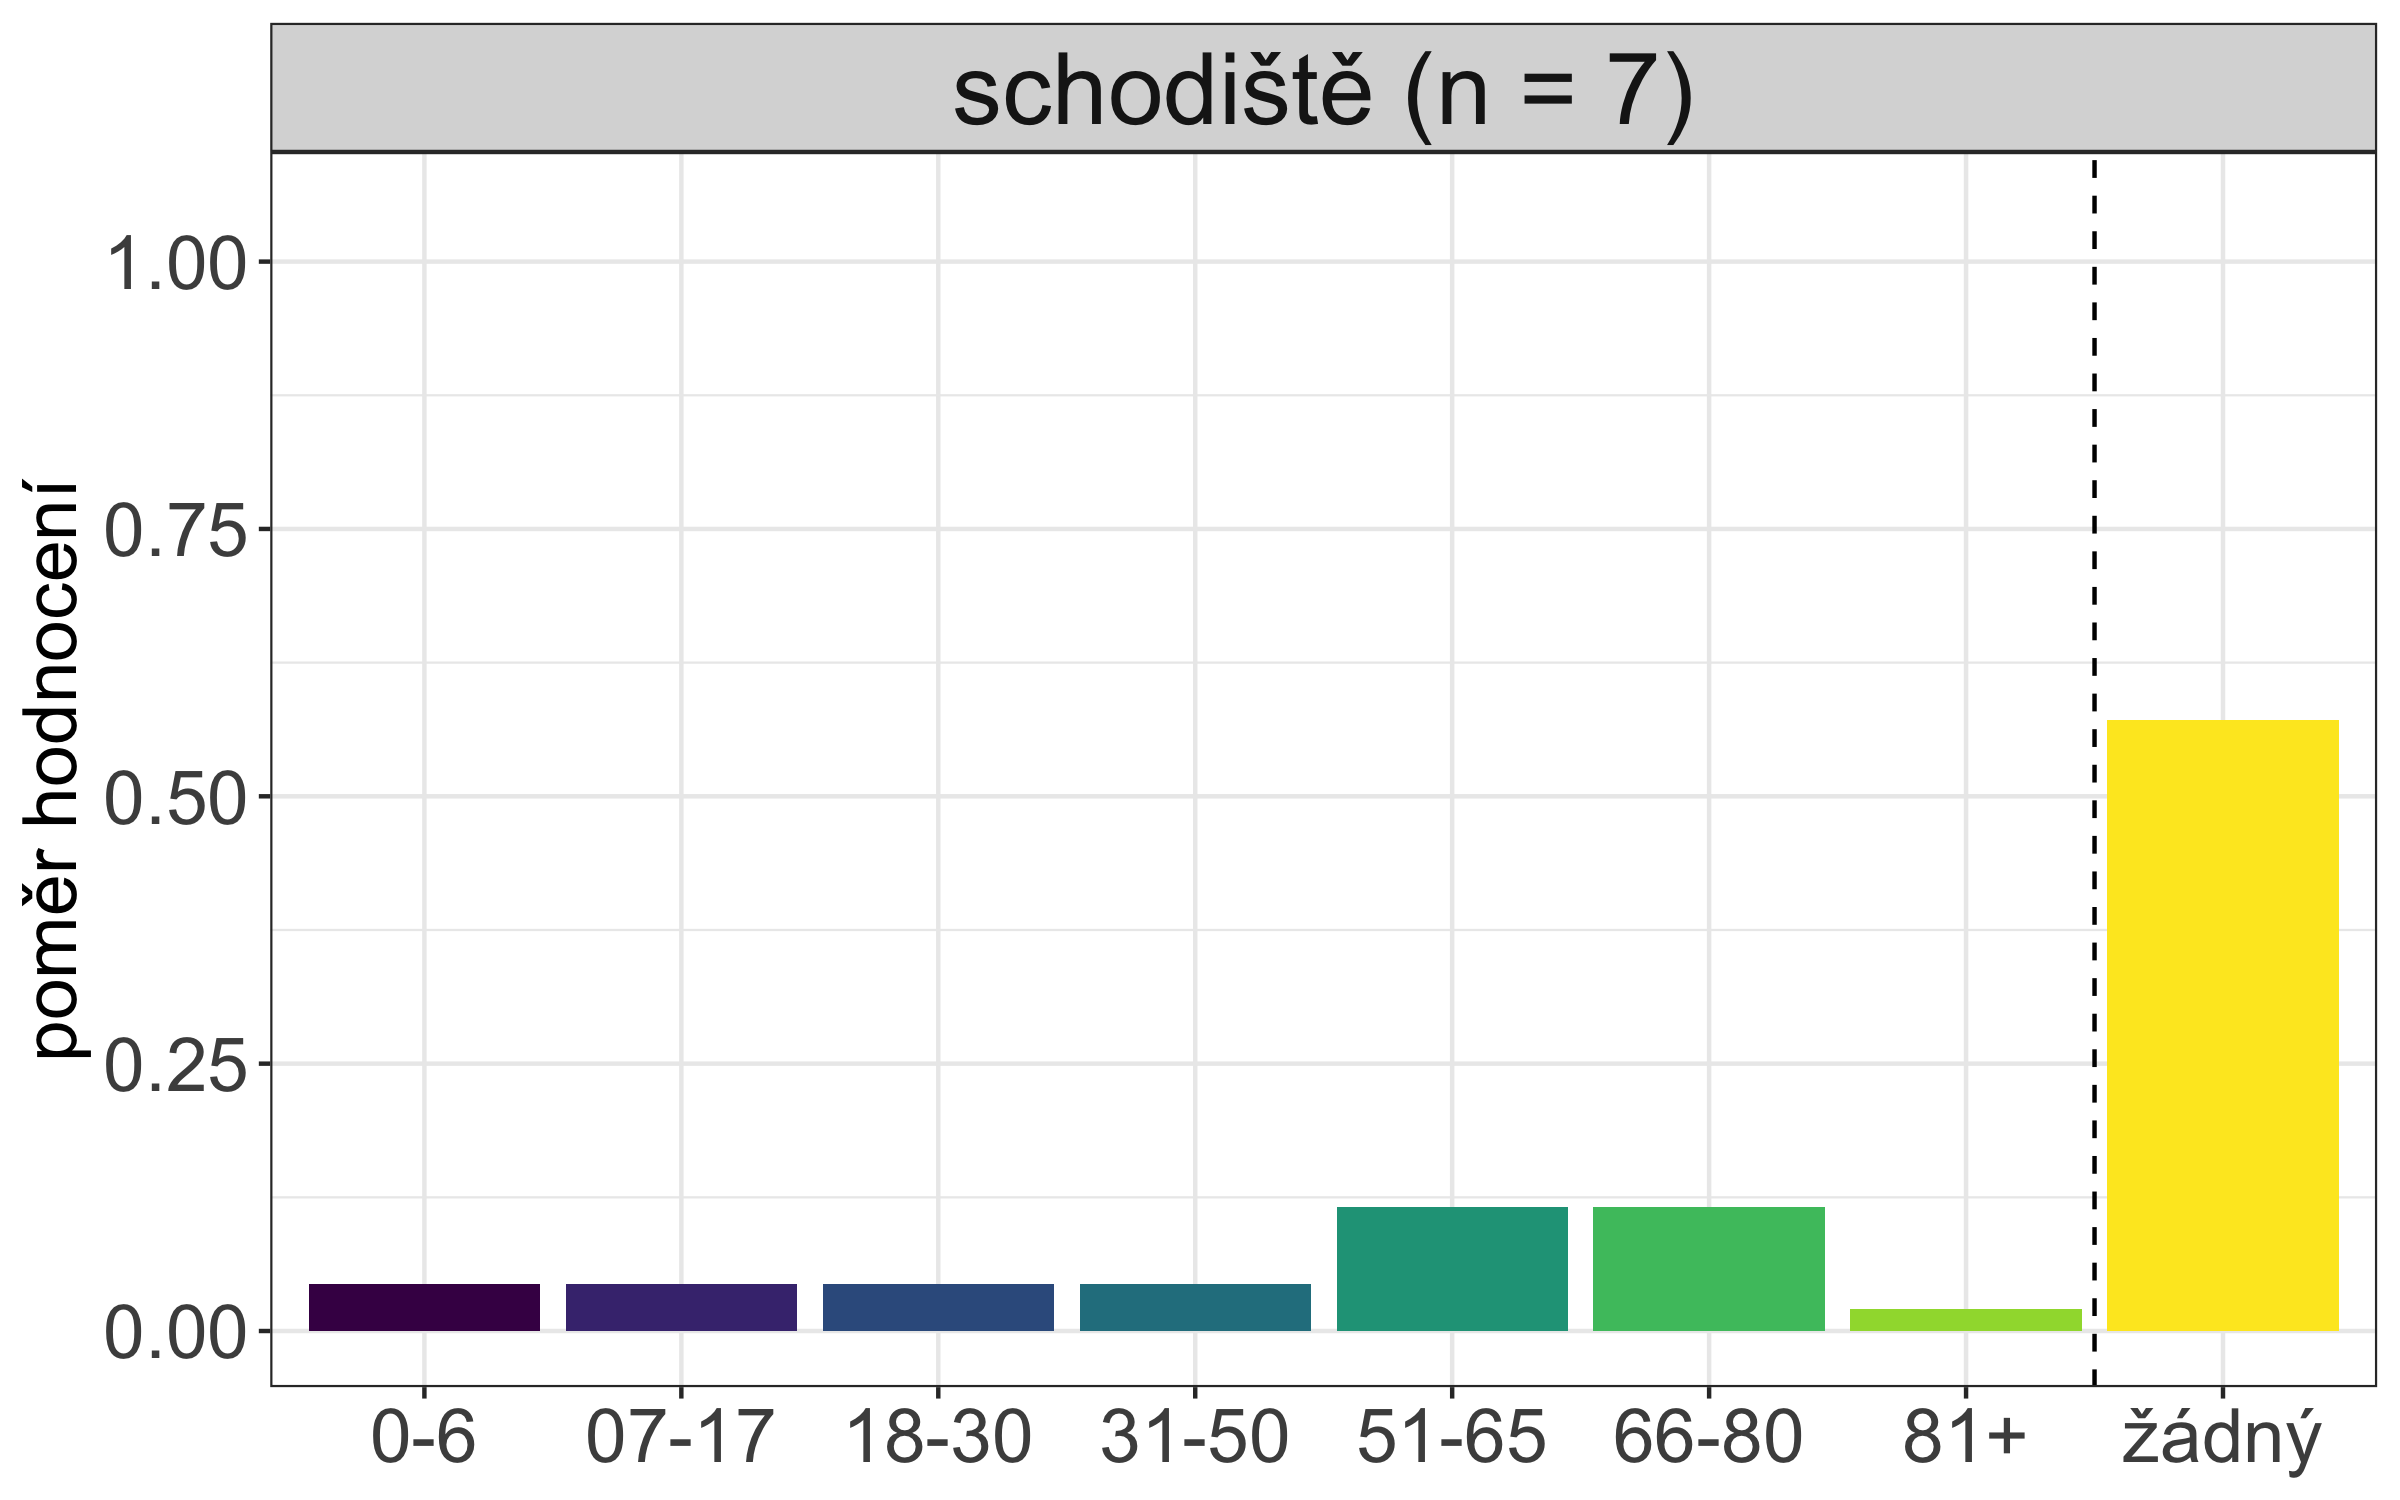 schodiště (n = 7)
poměr hodnocení
1.00
0.75
0.50
0.25
0.00
0-6 07-17 18-30 31-50 51-65 66-80 81+ žádný